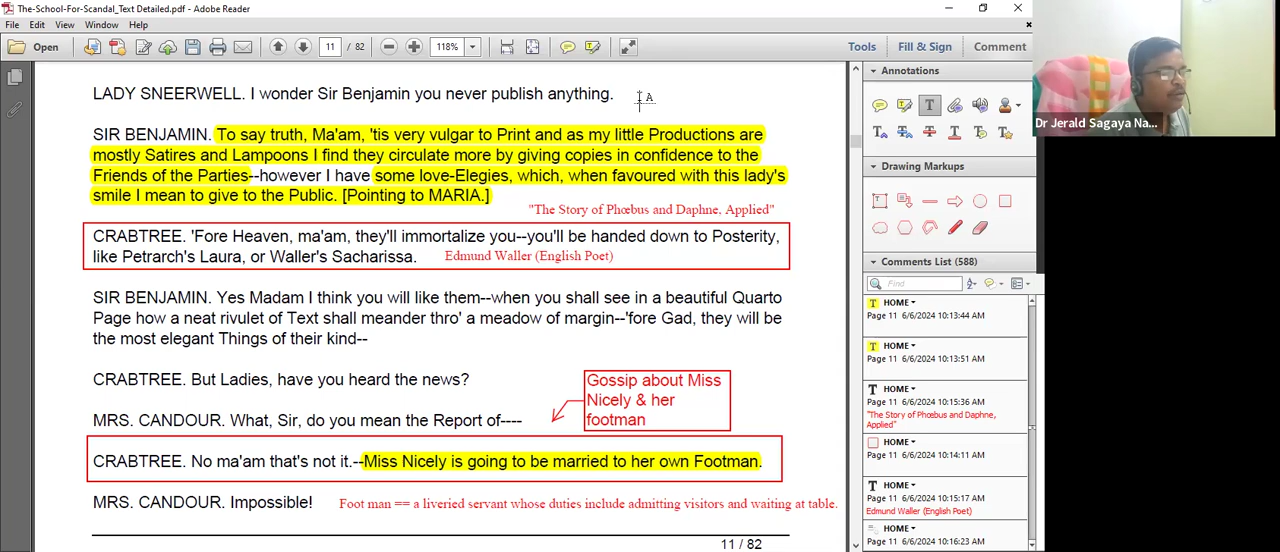 The-School-For-Scandal_Text Detailed.pdf - Adobe Reader
File Edit View Window Help
Open 11 / 82 118% Tools Fill & Sign Comment
LADY SNEERWELL. I wonder Sir Benjamin you never publish anything.
SIR BENJAMIN. To say truth, Ma'am, 'tis very vulgar to Print and as my little Productions are
mostly Satires and Lampoons I find they circulate more by giving copies in confidence to the
Friends of the Parties--however I have some love-Elegies, which, when favoured with this lady's
smile I mean to give to the Public. [Pointing to MARIA.]
"The Story of Phœbus and Daphne, Applied"
CRABTREE. 'Fore Heaven, ma'am, they'll immortalize you--you'll be handed down to Posterity,
like Petrarch's Laura, or Waller's Sacharissa. Edmund Waller (English Poet)
SIR BENJAMIN. Yes Madam I think you will like them--when you shall see in a beautiful Quarto
Page how a neat rivulet of Text shall meander thro' a meadow of margin--'fore Gad, they will be
the most elegant Things of their kind--
CRABTREE. But Ladies, have you heard the news?
Gossip about Miss
Nicely & her
footman
MRS. CANDOUR. What, Sir, do you mean the Report of----
CRABTREE. No ma'am that's not it.--Miss Nicely is going to be married to her own Footman.
MRS. CANDOUR. Impossible! Foot man == a liveried servant whose duties include admitting visitors and waiting at table.
11 / 82
Annotations
Drawing Markups
Comments List (588)
Find
HOME
Page 11 6/6/2024 10:13:44 AM
HOME
Page 11 6/6/2024 10:13:51 AM
HOME
Page 11 6/6/2024 10:15:36 AM
"The Story of Phœbus and Daphne,
Applied"
HOME
Page 11 6/6/2024 10:14:11 AM
HOME
Page 11 6/6/2024 10:15:17 AM
Edmund Waller (English Poet)
HOME
Page 11 6/6/2024 10:16:23 AM
Dr Jerald Sagaya Na...